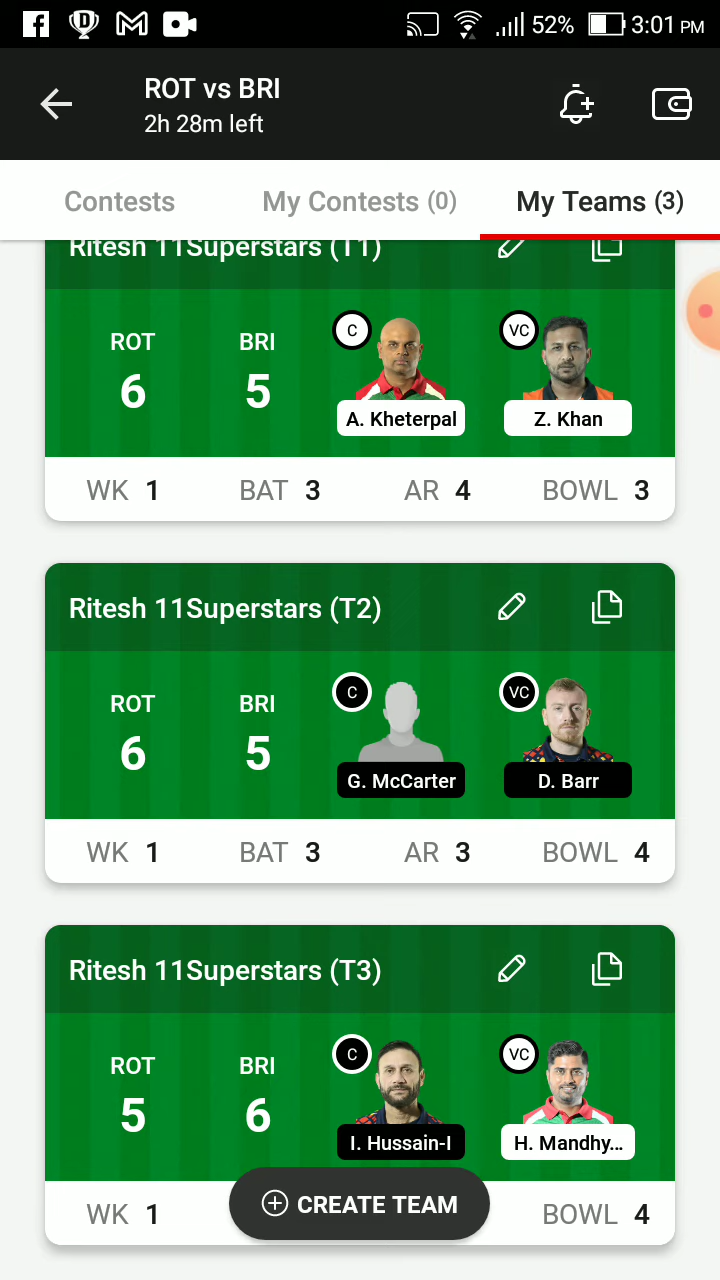 52% 3:01 PM
ROT vs BRI
2h 28m left
Contests My Contests (0) My Teams (3)
Ritesh 11Superstars (T1)
C VC
ROT BRI
6 5
A. Kheterpal Z. Khan
WK 1 BAT 3 AR 4 BOWL 3
Ritesh 11Superstars (T2)
C VC
ROT BRI
6 5
G. McCarter D. Barr
WK 1 BAT 3 AR 3 BOWL 4
Ritesh 11Superstars (T3)
C VC
ROT BRI
5 6
I. Hussain-I H. Mandhy...
WK 1 CREATE TEAM BOWL 4